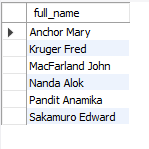 full_name
Anchor Mary
Kruger Fred
MacFarland John
Nanda Alok
Pandit Anamika
Sakamuro Edward